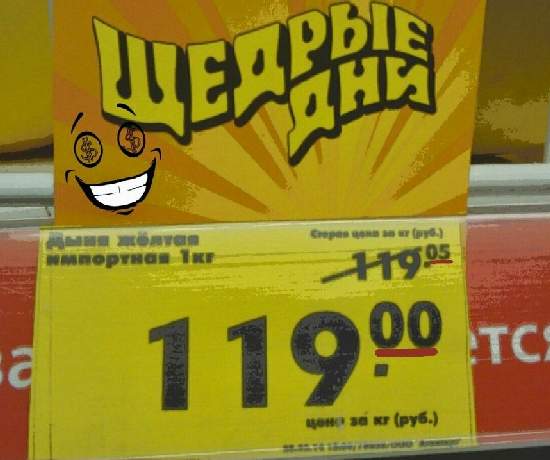 ЩЕДРЫЕ
ДНИ
Дыня жёлтая
импортная 1кг
Старая цена за кг (руб.)
119.05
119.00
цена за кг (руб.)
ва
ется